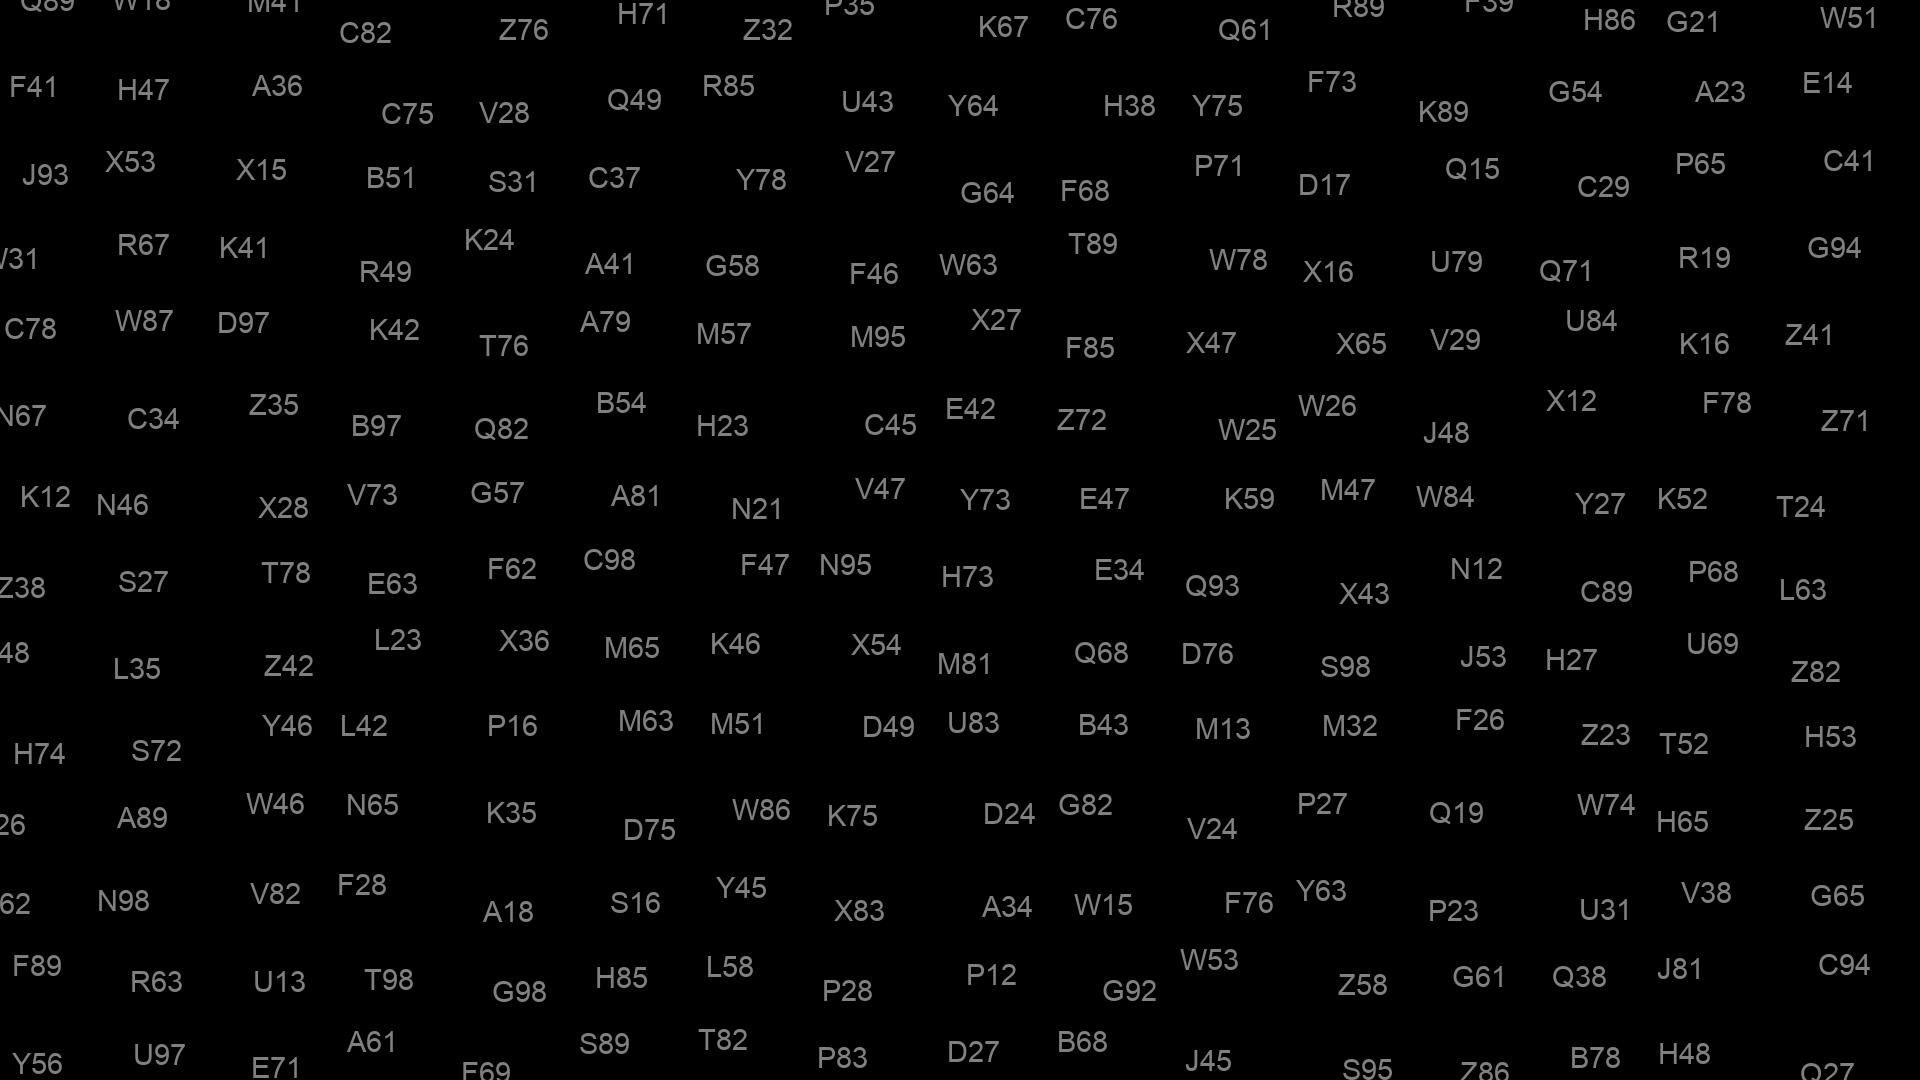 Q89 W18 M41 C82 Z76 H71 Z32 P35 K67 C76 Q61 R89 F39 H86 G21 W51
F41 H47 A36 C75 V28 Q49 R85 U43 Y64 H38 Y75 F73 K89 G54 A23 E14
J93 X53 X15 B51 S31 C37 Y78 V27 G64 F68 P71 D17 Q15 C29 P65 C41
R67 K41 R49 K24 A41 G58 F46 W63 T89 W78 X16 U79 Q71 R19 G94
C78 W87 D97 K42 T76 A79 M57 M95 X27 F85 X47 X65 V29 U84 K16 Z41
N67 C34 Z35 B97 Q82 B54 H23 C45 E42 Z72 W25 W26 J48 X12 F78 Z71
K12 N46 X28 V73 G57 A81 N21 V47 Y73 E47 K59 M47 W84 Y27 K52 T24
Z38 S27 T78 E63 F62 C98 F47 N95 H73 E34 Q93 X43 N12 C89 P68 L63
48 L35 Z42 L23 X36 M65 K46 X54 M81 Q68 D76 S98 J53 H27 U69 Z82
H74 S72 Y46 L42 P16 M63 M51 D49 U83 B43 M13 M32 F26 Z23 T52 H53
26 A89 W46 N65 K35 D75 W86 K75 D24 G82 V24 P27 Q19 W74 H65 Z25
62 N98 V82 F28 A18 S16 Y45 X83 A34 W15 F76 Y63 P23 U31 V38 G65
F89 R63 U13 T98 G98 H85 L58 P28 P12 G92 W53 Z58 G61 Q38 J81 C94
Y56 U97 E71 A61 F69 S89 T82 P83 D27 B68 J45 S95 Z86 B78 H48 Q27